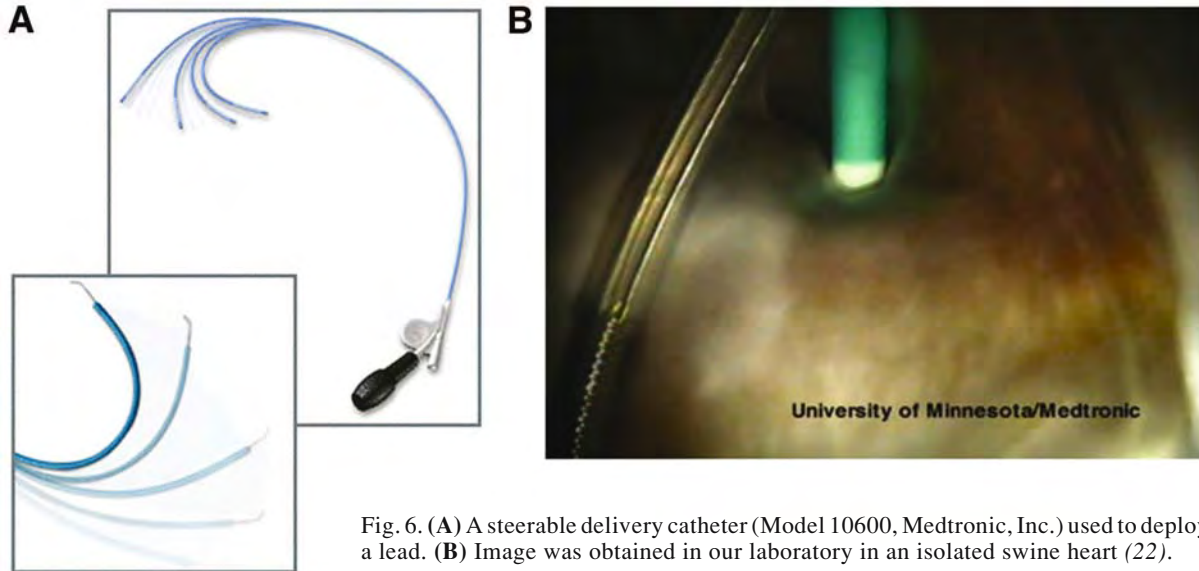 A
B
University of Minnesota/Medtronic
Fig. 6. (A) A steerable delivery catheter (Model 10600, Medtronic, Inc.) used to deploy
a lead. (B) Image was obtained in our laboratory in an isolated swine heart (22).